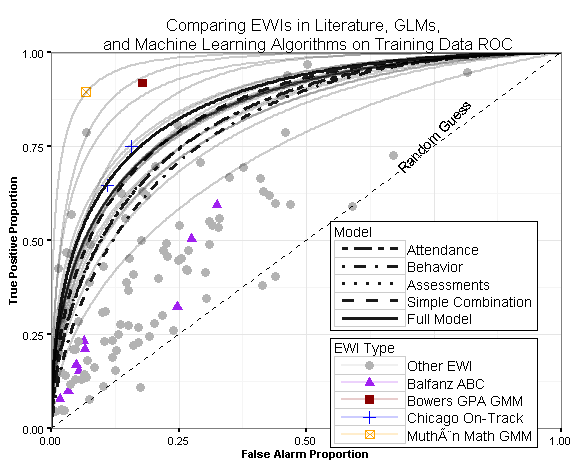 Comparing EWIs in Literature, GLMs,
and Machine Learning Algorithms on Training Data ROC
True Positive Proportion
1.00
0.75
0.50
0.25
0.00
Random Guess
Model
Attendance
Behavior
Assessments
Simple Combination
Full Model
EWI Type
Other EWI
Balfanz ABC
Bowers GPA GMM
Chicago On-Track
MuthÃ¨n Math GMM
0.00
0.25
0.50
1.00
False Alarm Proportion